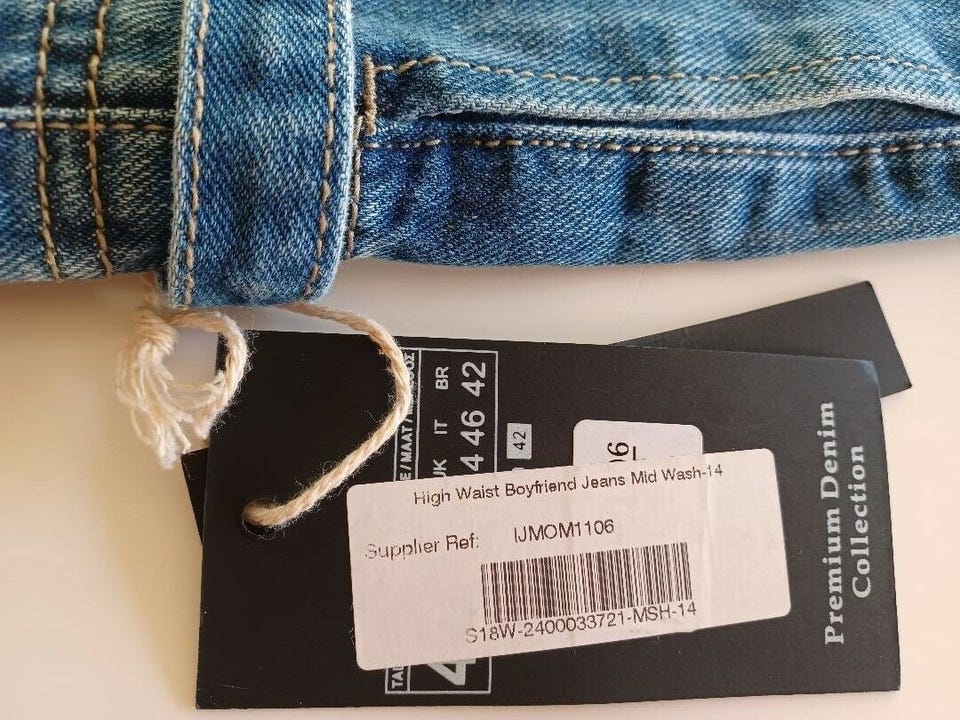 High Waist Boyfriend Jeans Mid Wash-14
Supplier Ref: IJMOM1106
S18W-2400033721-MSH-14
Premium Denim
Collection
MAAT
IT 46
BR 42
42